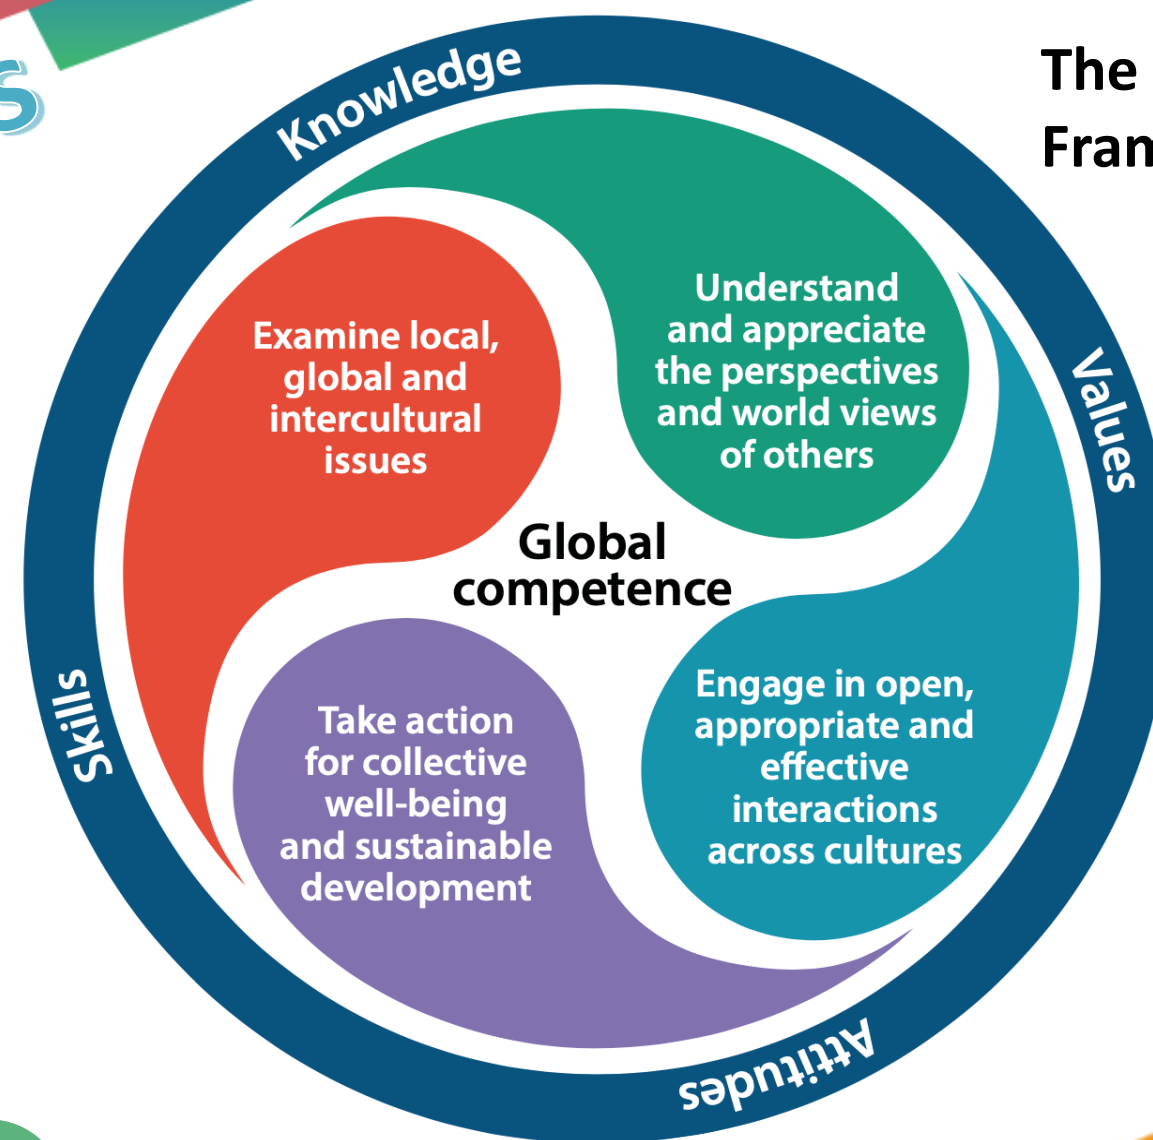 s
The
Fram
Knowledge
Values
Attitudes
Skills
Examine local,
global and
intercultural
issues
Understand
and appreciate
the perspectives
and world views
of others
Global
competence
Take action
for collective
well-being
and sustainable
development
Engage in open,
appropriate and
effective
interactions
across cultures